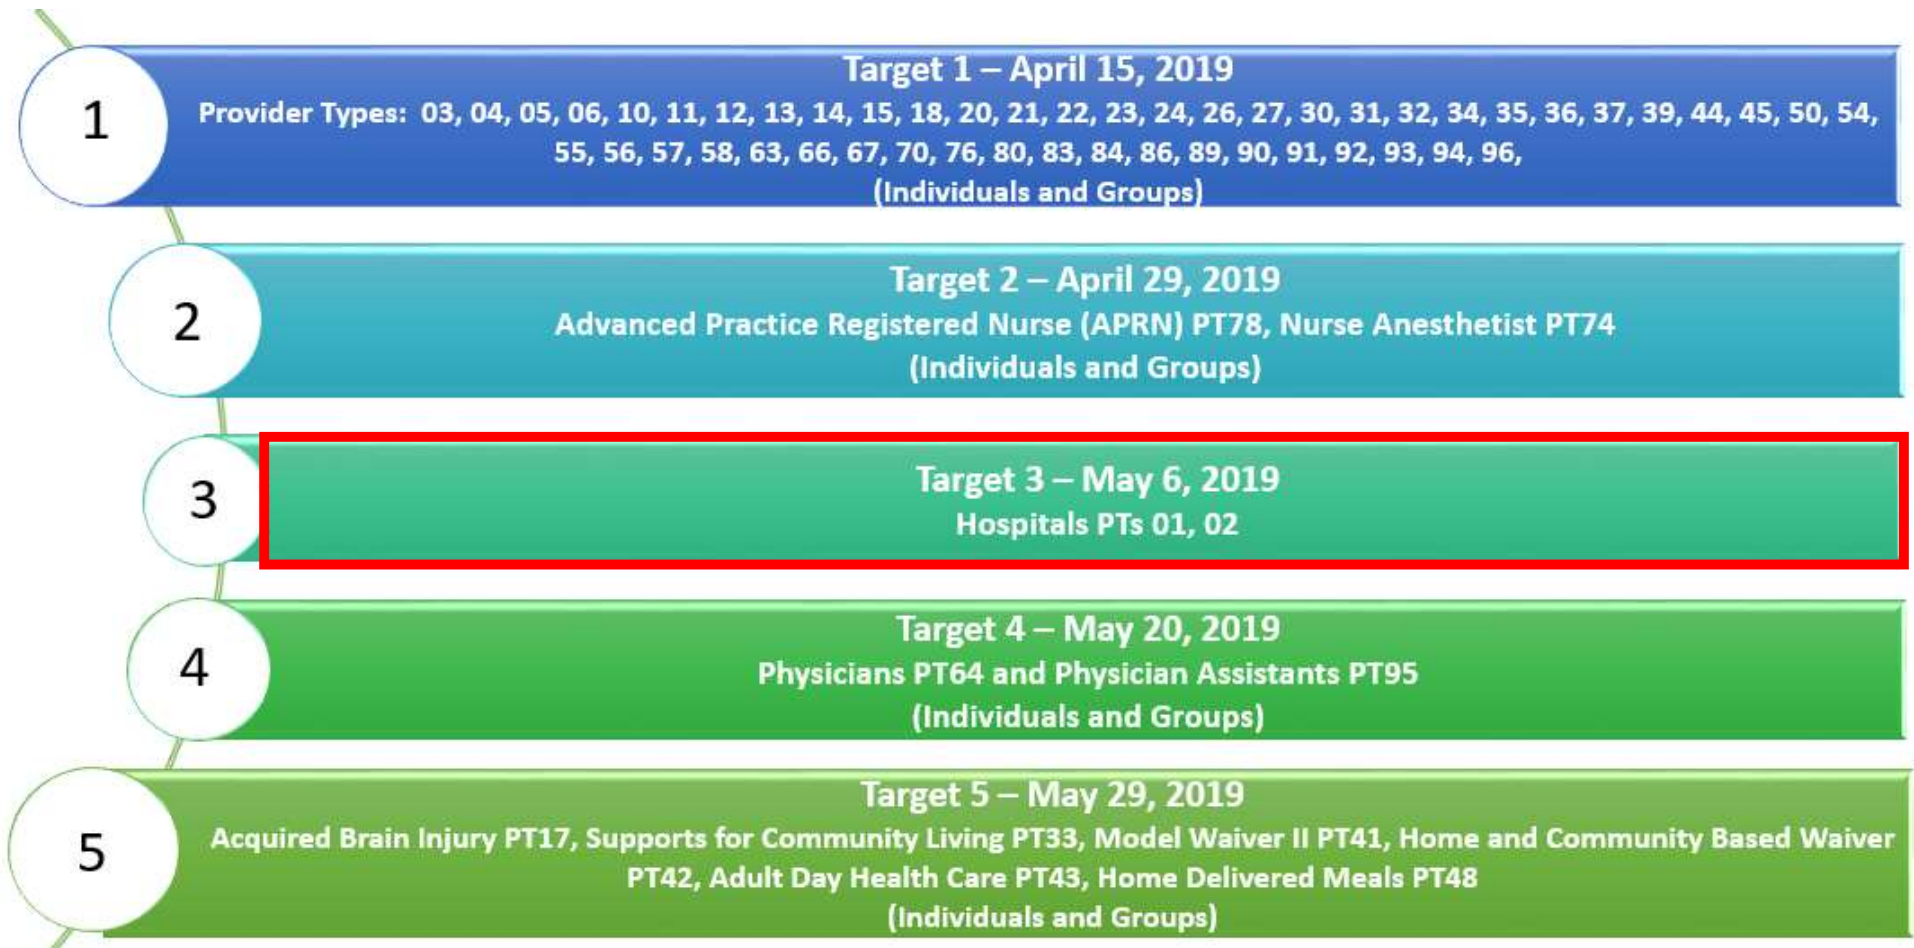 1
Target 1 – April 15, 2019
Provider Types: 03, 04, 05, 06, 10, 11, 12, 13, 14, 15, 18, 20, 21, 22, 23, 24, 26, 27, 30, 31, 32, 34, 35, 36, 37, 39, 44, 45, 50, 54,
55, 56, 57, 58, 63, 66, 67, 70, 76, 80, 83, 84, 86, 89, 90, 91, 92, 93, 94, 96,
(Individuals and Groups)
2
Target 2 – April 29, 2019
Advanced Practice Registered Nurse (APRN) PT78, Nurse Anesthetist PT74
(Individuals and Groups)
3
Target 3 – May 6, 2019
Hospitals PTs 01, 02
4
Target 4 – May 20, 2019
Physicians PT64 and Physician Assistants PT95
(Individuals and Groups)
5
Target 5 – May 29, 2019
Acquired Brain Injury PT17, Supports for Community Living PT33, Model Waiver II PT41, Home and Community Based Waiver
PT42, Adult Day Health Care PT43, Home Delivered Meals PT48
(Individuals and Groups)